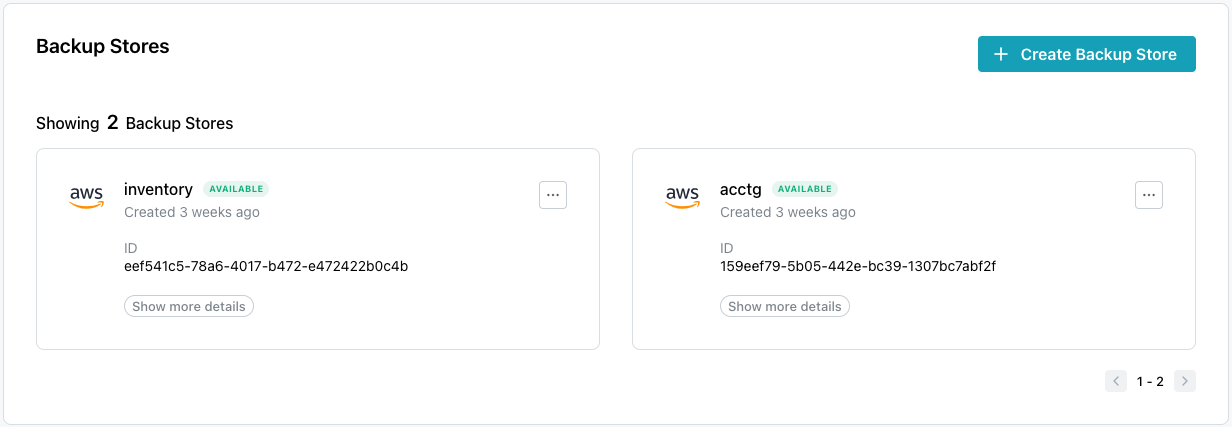 Backup Stores
+ Create Backup Store
Showing 2 Backup Stores
aws
inventory AVAILABLE
...
Created 3 weeks ago
ID
eef541c5-78a6-4017-b472-e472422b0c4b
Show more details
aws
acctg AVAILABLE
...
Created 3 weeks ago
ID
159eef79-5b05-442e-bc39-1307bc7abf2f
Show more details
< 1 - 2 >